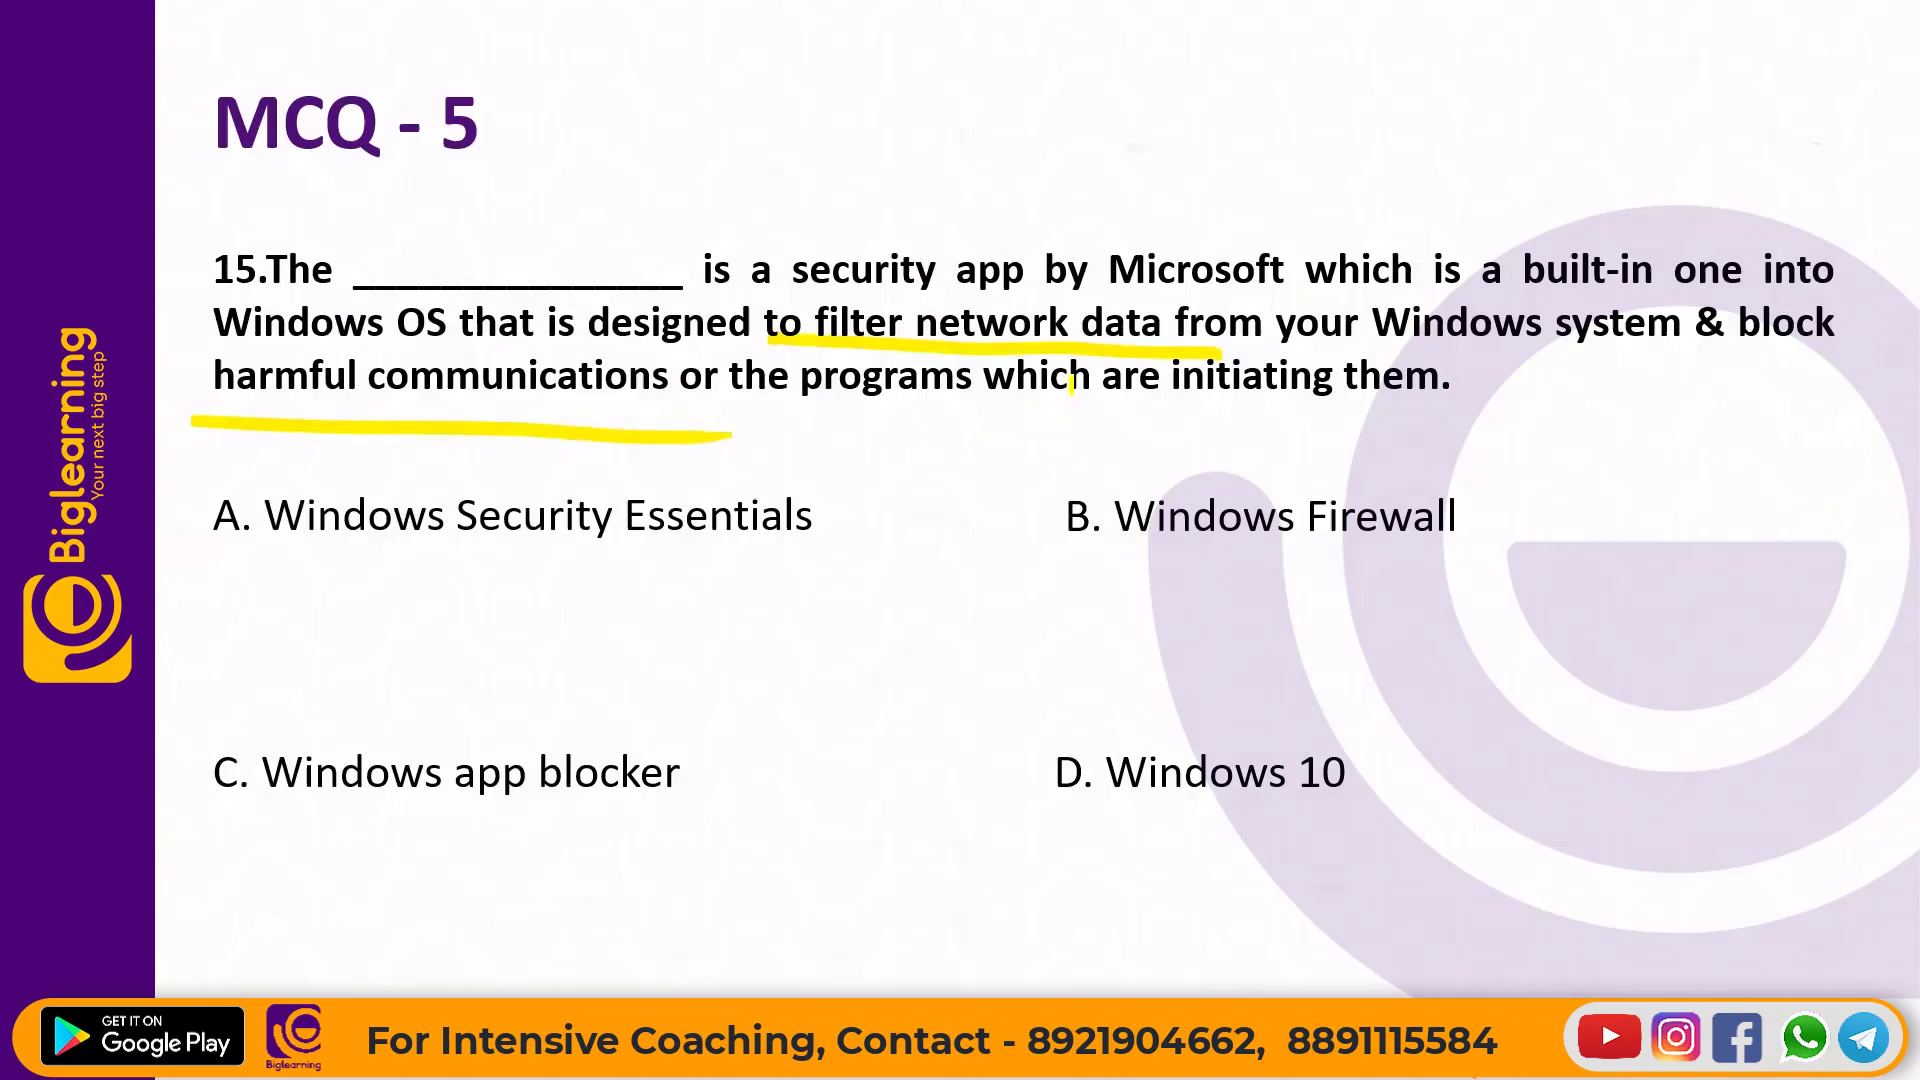 MCQ - 5
15.The _______________ is a security app by Microsoft which is a built-in one into
Windows OS that is designed to filter network data from your Windows system & block
harmful communications or the programs which are initiating them.
A. Windows Security Essentials
B. Windows Firewall
C. Windows app blocker
D. Windows 10
Biglearning
Your next big step
GET IT ON
Google Play
Biglearning
For Intensive Coaching, Contact - 8921904662, 8891115584